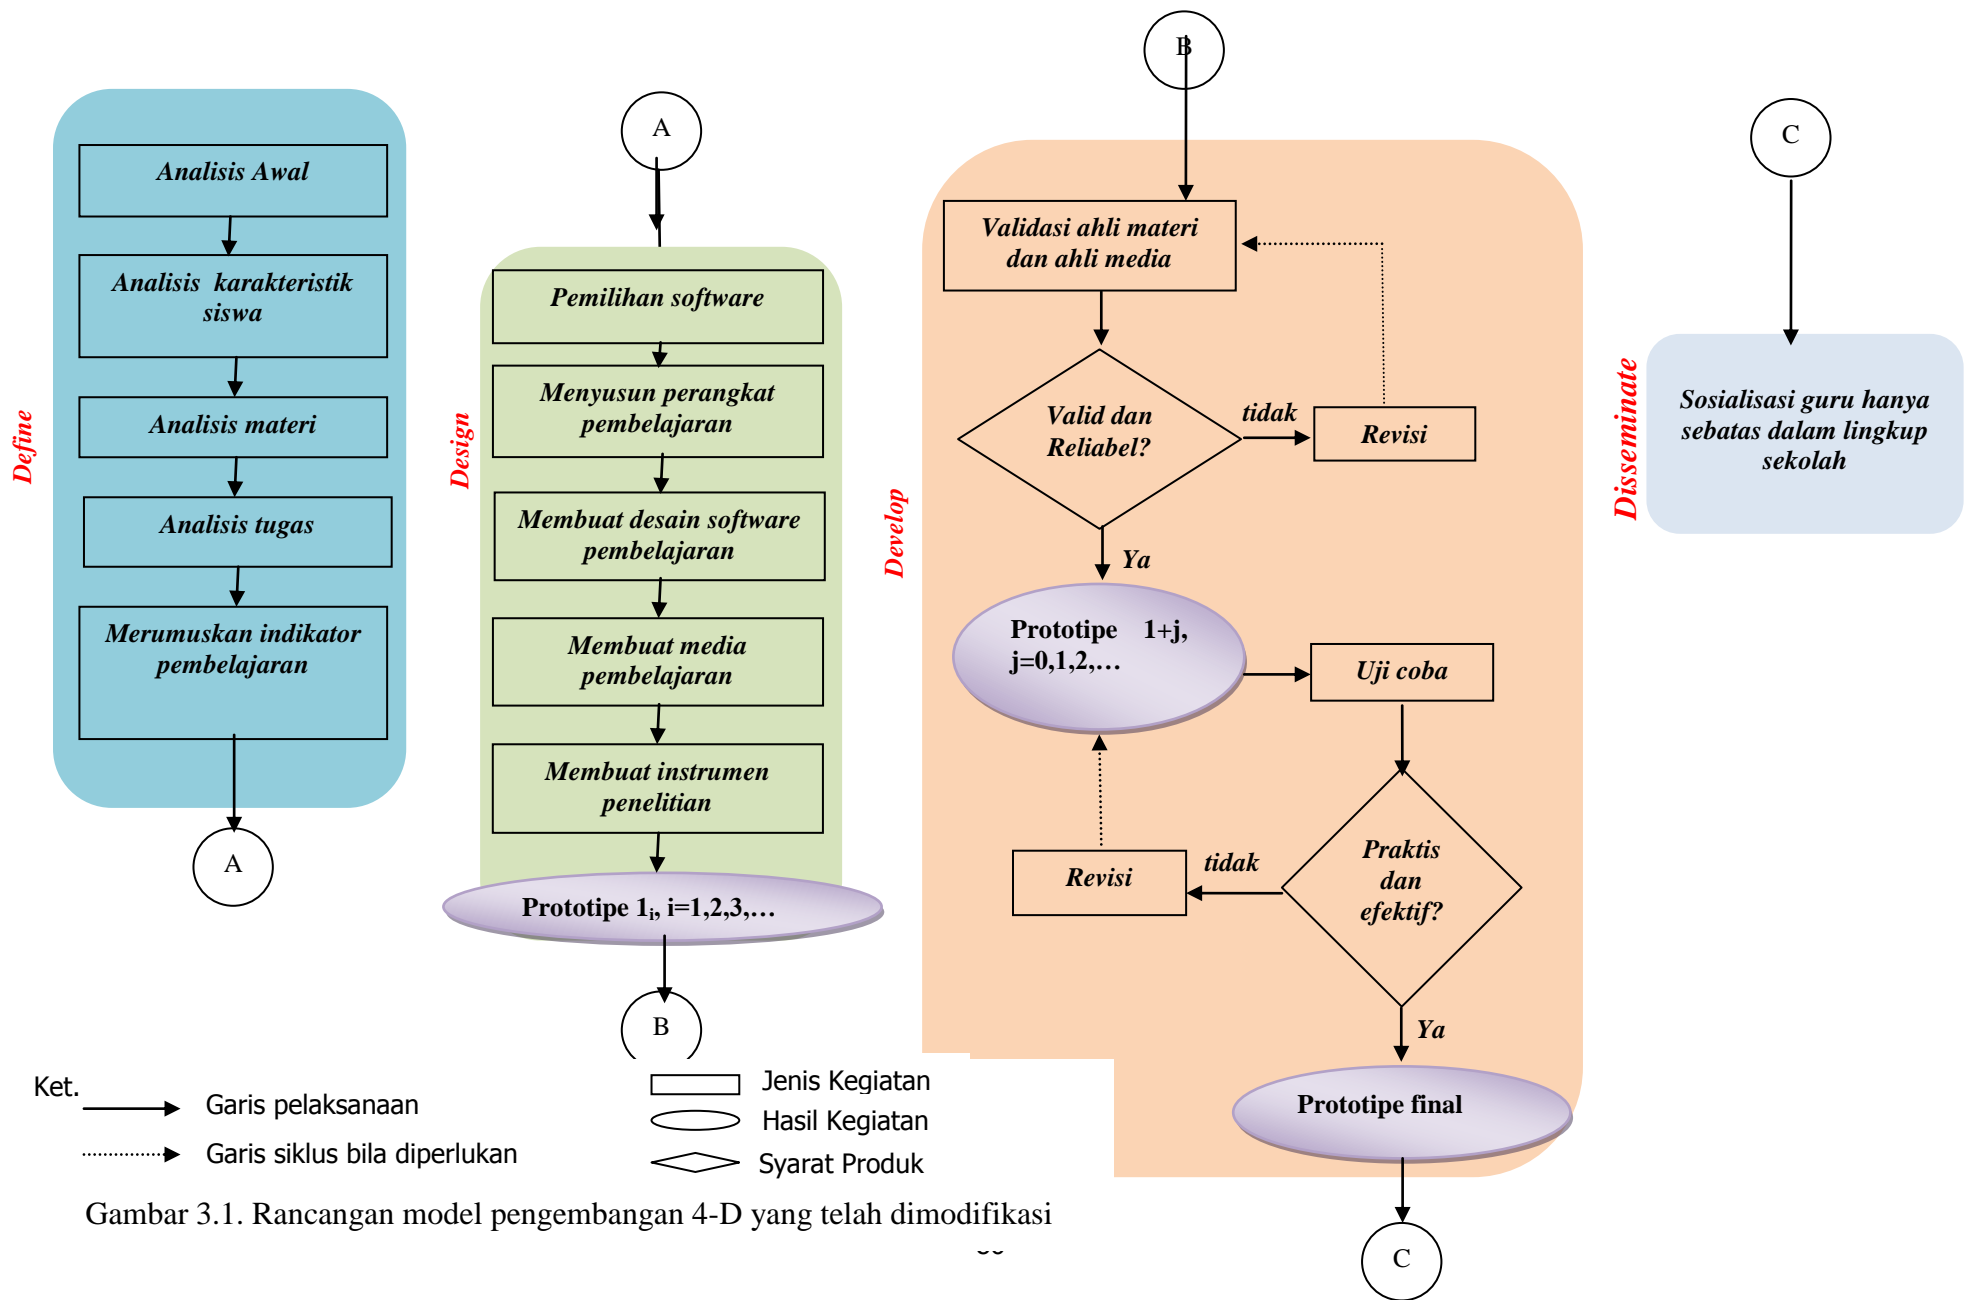 Define
Analisis Awal
Analisis karakteristik
siswa
Analisis materi
Analisis tugas
Merumuskan indikator
pembelajaran
A
A
Design
Pemilihan software
Menyusun perangkat
pembelajaran
Membuat desain software
pembelajaran
Membuat media
pembelajaran
Membuat instrumen
penelitian
Prototipe 1i, i=1,2,3,…
B
B
Develop
Validasi ahli materi
dan ahli media
Valid dan
Reliabel?
tidak
Revisi
Ya
Prototipe 1+j,
j=0,1,2,…
Uji coba
Praktis
dan
efektif?
tidak
Revisi
Ya
Prototipe final
C
C
Disseminate
Sosialisasi guru hanya
sebatas dalam lingkup
sekolah
Ket.
Garis pelaksanaan
Garis siklus bila diperlukan
Jenis Kegiatan
Hasil Kegiatan
Syarat Produk
Gambar 3.1. Rancangan model pengembangan 4-D yang telah dimodifikasi